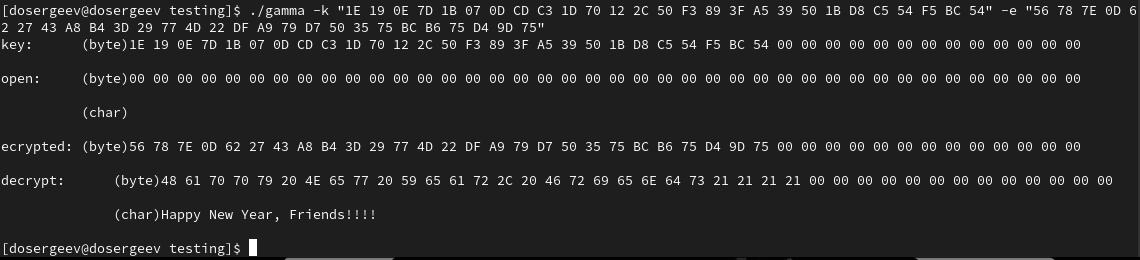 [dosergeev@dosergeev testing]$ ./gamma -k "1E 19 0E 7D 1B 07 0D CD C3 1D 70 12 2C 50 F3 89 3F A5 39 50 1B D8 C5 54 F5 BC 54" -e "56 78 7E 0D 6
2 27 43 A8 B4 3D 29 77 4D 22 DF A9 79 D7 50 35 75 BC B6 75 D4 9D 75"
key:      (byte)1E 19 0E 7D 1B 07 0D CD C3 1D 70 12 2C 50 F3 89 3F A5 39 50 1B D8 C5 54 F5 BC 54 00 00 00 00 00 00 00 00 00 00 00 00 00
open:     (byte)00 00 00 00 00 00 00 00 00 00 00 00 00 00 00 00 00 00 00 00 00 00 00 00 00 00 00 00 00 00 00 00 00 00 00 00 00 00 00 00
(char)
ecrypted: (byte)56 78 7E 0D 62 27 43 A8 B4 3D 29 77 4D 22 DF A9 79 D7 50 35 75 BC B6 75 D4 9D 75 00 00 00 00 00 00 00 00 00 00 00 00 00
decrypt:      (byte)48 61 70 70 79 20 4E 65 77 20 59 65 61 72 2C 20 46 72 69 65 6E 64 73 21 21 21 21 00 00 00 00 00 00 00 00 00 00 00 00 00
(char)Happy New Year, Friends!!!!
[dosergeev@dosergeev testing]$